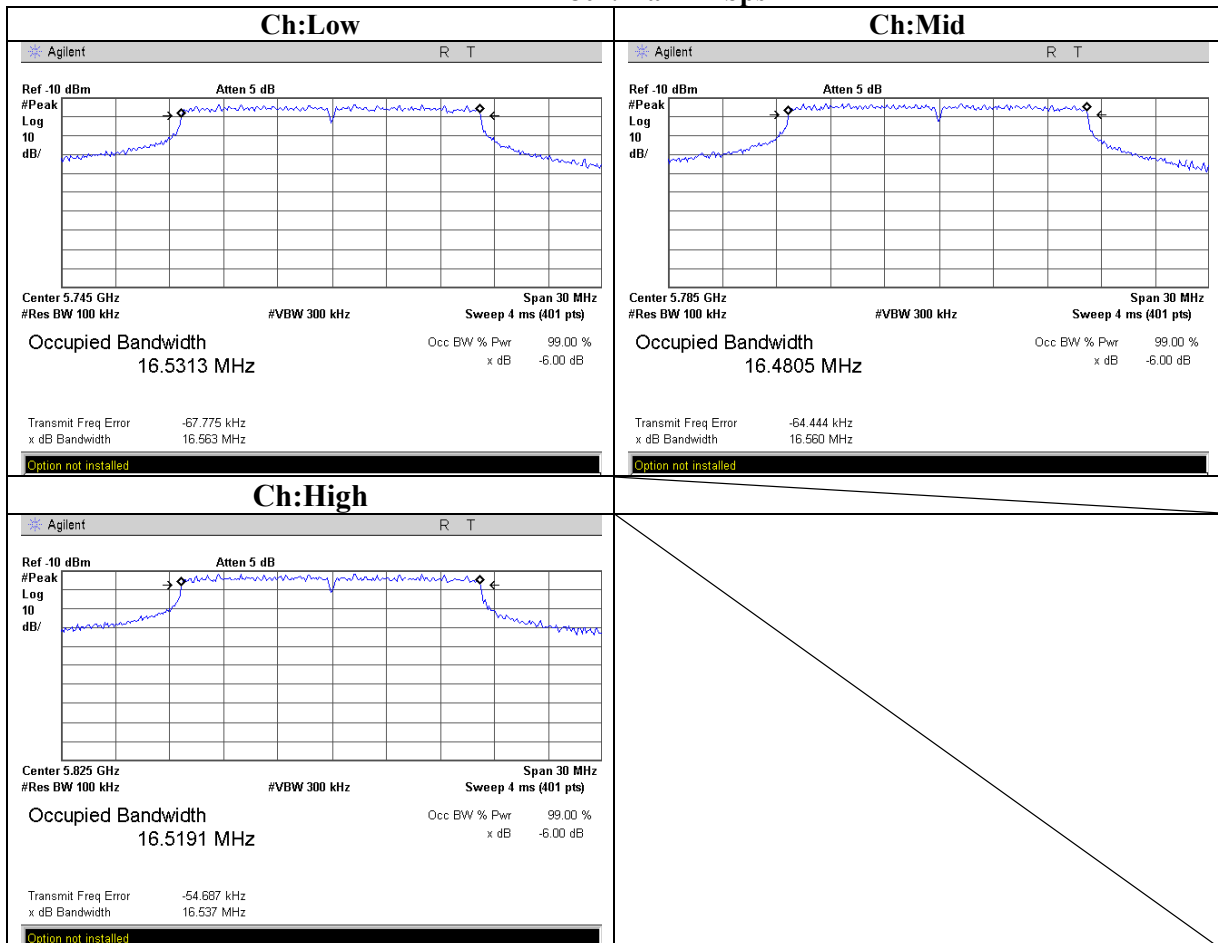 Ch:Low
Agilent R T
Ref -10 dBm Atten 5 dB
#Peak
Log
10
dB/
Center 5.745 GHz Span 30 MHz
#Res BW 100 kHz #VBW 300 kHz Sweep 4 ms (401 pts)
Occupied Bandwidth Occ BW % Pwr 99.00 %
16.5313 MHz x dB -6.00 dB
Transmit Freq Error -67.775 kHz
x dB Bandwidth 16.563 MHz
Option not installed
Ch:Mid
Agilent R T
Ref -10 dBm Atten 5 dB
#Peak
Log
10
dB/
Center 5.785 GHz Span 30 MHz
#Res BW 100 kHz #VBW 300 kHz Sweep 4 ms (401 pts)
Occupied Bandwidth Occ BW % Pwr 99.00 %
16.4805 MHz x dB -6.00 dB
Transmit Freq Error -64.444 kHz
x dB Bandwidth 16.560 MHz
Option not installed
Ch:High
Agilent R T
Ref -10 dBm Atten 5 dB
#Peak
Log
10
dB/
Center 5.825 GHz Span 30 MHz
#Res BW 100 kHz #VBW 300 kHz Sweep 4 ms (401 pts)
Occupied Bandwidth Occ BW % Pwr 99.00 %
16.5191 MHz x dB -6.00 dB
Transmit Freq Error -54.687 kHz
x dB Bandwidth 16.537 MHz
Option not installed